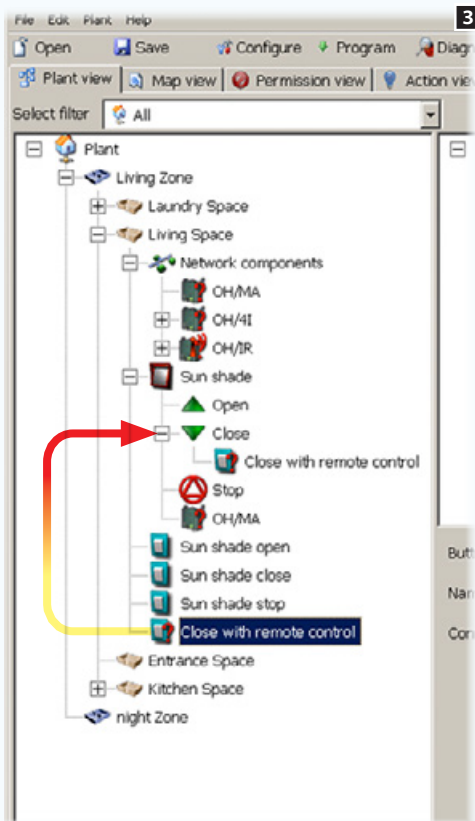 File Edit Plant Help 3
Open Save Configure Program Diagr
Plant view Map view Permission view Action vie
Select filter All
Plant
Living Zone
Laundry Space
Living Space
Network components
OH/MA
OH/4I
OH/IR
Sun shade
Open
Close
Close with remote control
Stop
OH/MA
Sun shade open
Sun shade close
Sun shade stop
Close with remote control
Entrance Space
Kitchen Space
night Zone
Butt
Nam
Con